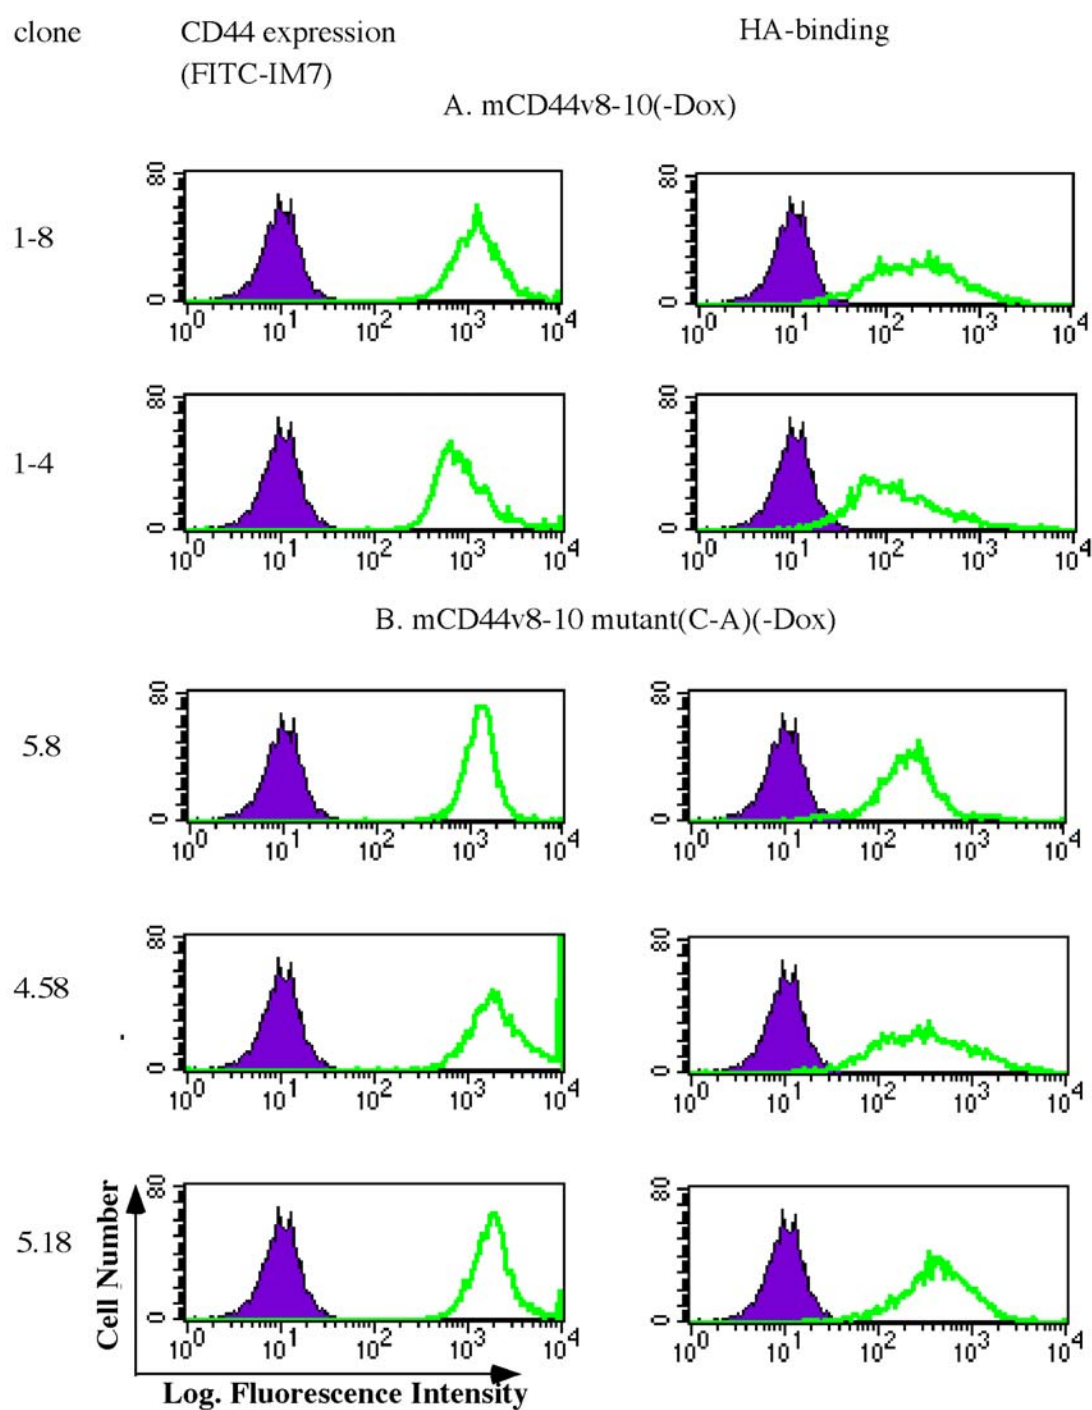 clone CD44 expression HA-binding
(FITC-IM7)
A. mCD44v8-10(-Dox)
1-8
80
0
10^0 10^1 10^2 10^3 10^4
80
0
10^0 10^1 10^2 10^3 10^4
1-4
80
0
10^0 10^1 10^2 10^3 10^4
80
0
10^0 10^1 10^2 10^3 10^4
B. mCD44v8-10 mutant(C-A)(-Dox)
5.8
80
0
10^0 10^1 10^2 10^3 10^4
80
0
10^0 10^1 10^2 10^3 10^4
4.58
80
0
10^0 10^1 10^2 10^3 10^4
80
0
10^0 10^1 10^2 10^3 10^4
5.18
80
0
10^0 10^1 10^2 10^3 10^4
80
0
10^0 10^1 10^2 10^3 10^4
Cell Number
Log. Fluorescence Intensity